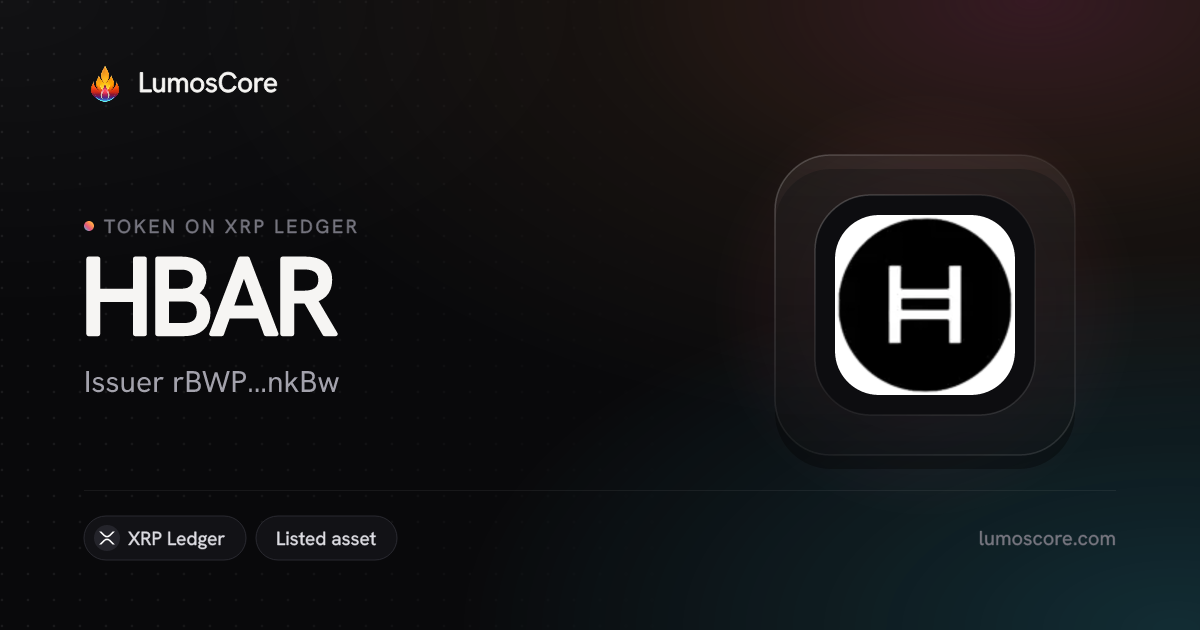 LumosCore
TOKEN ON XRP LEDGER
HBAR
Issuer rBWP...nkBw
XRP Ledger
Listed asset
lumoscore.com